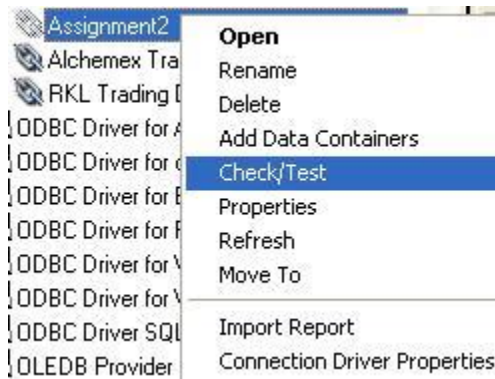 Assignment2
Alchemex Tra
RKL Trading
ODBC Driver for
ODBC Driver for
ODBC Driver for
ODBC Driver for
ODBC Driver for
ODBC Driver for
ODBC Driver SQL
OLEDB Provider
Open
Rename
Delete
Add Data Containers
Check/Test
Properties
Refresh
Move To
Import Report
Connection Driver Properties